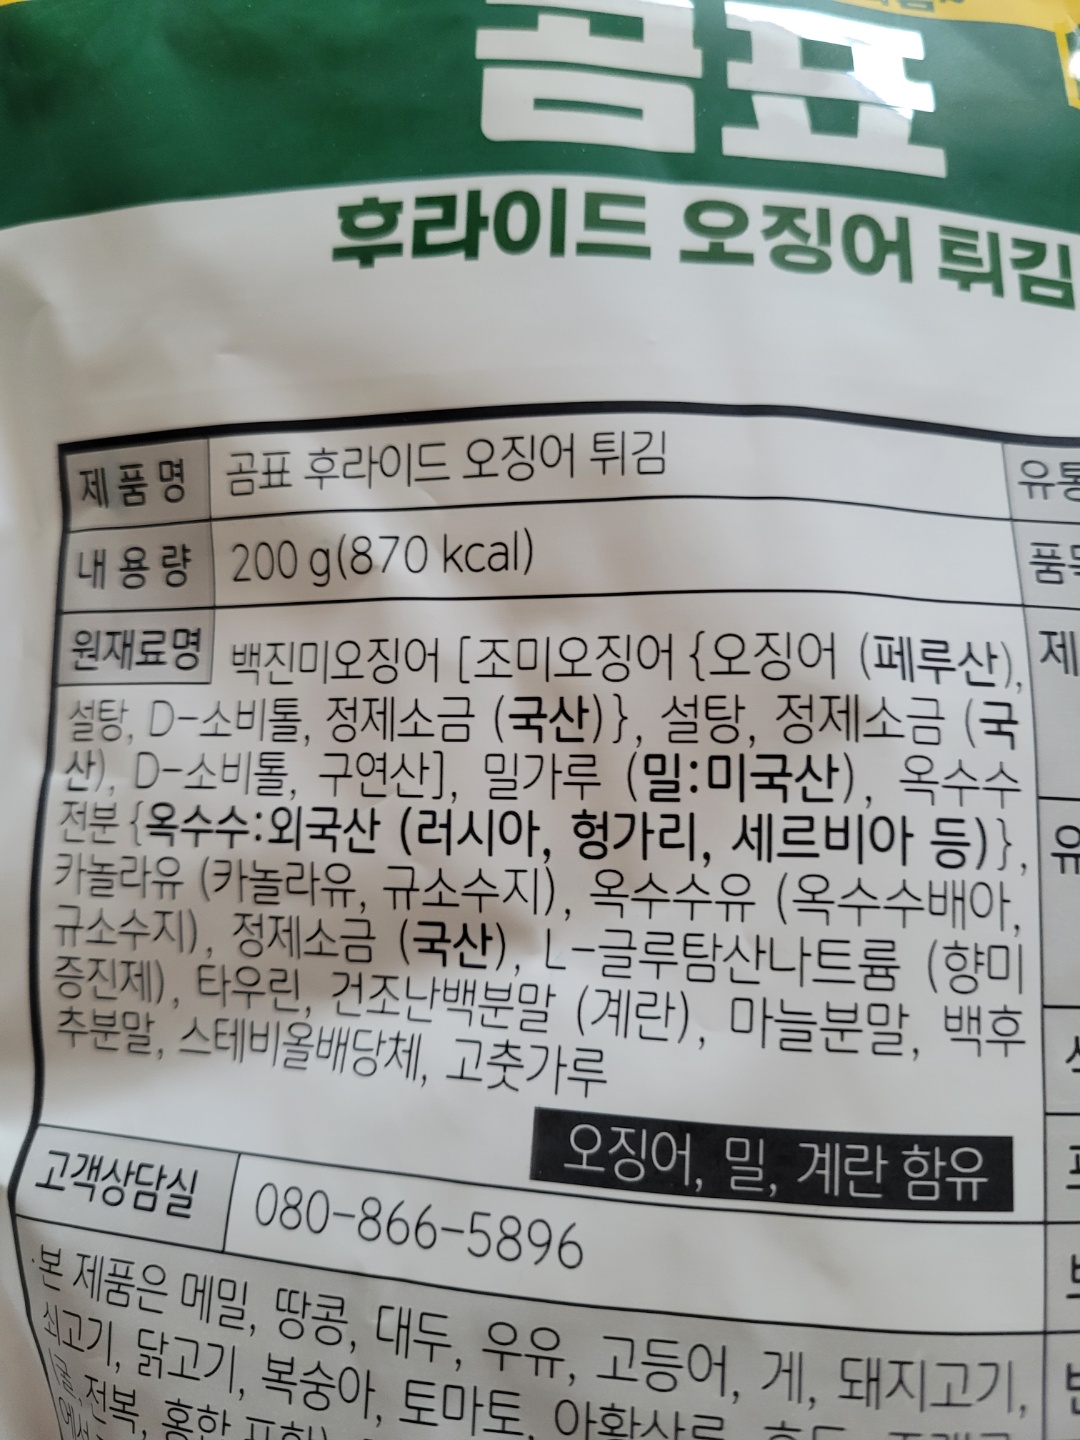 곰표
후라이드 오징어 튀김
제품명 곰표 후라이드 오징어 튀김
내용량 200 g(870 kcal)
원재료명 백진미오징어 [조미오징어 {오징어 (페루산),
설탕, D-소비톨, 정제소금 (국산)}, 설탕, 정제소금 (국
산), D-소비톨, 구연산], 밀가루 (밀:미국산), 옥수수
전분 {옥수수:외국산 (러시아, 헝가리, 세르비아 등)},
카놀라유 (카놀라유, 규소수지), 옥수수유 (옥수수배아,
규소수지), 정제소금 (국산), L-글루탐산나트륨 (향미
증진제), 타우린, 건조난백분말 (계란), 마늘분말, 백후
추분말, 스테비올배당체, 고춧가루
오징어, 밀, 계란 함유
고객상담실 080-866-5896
·본 제품은 메밀, 땅콩, 대두, 우유, 고등어, 게, 돼지고기,
쇠고기, 닭고기, 복숭아, 토마토, 아황산류, 호두,
전복, 홍합 포함)